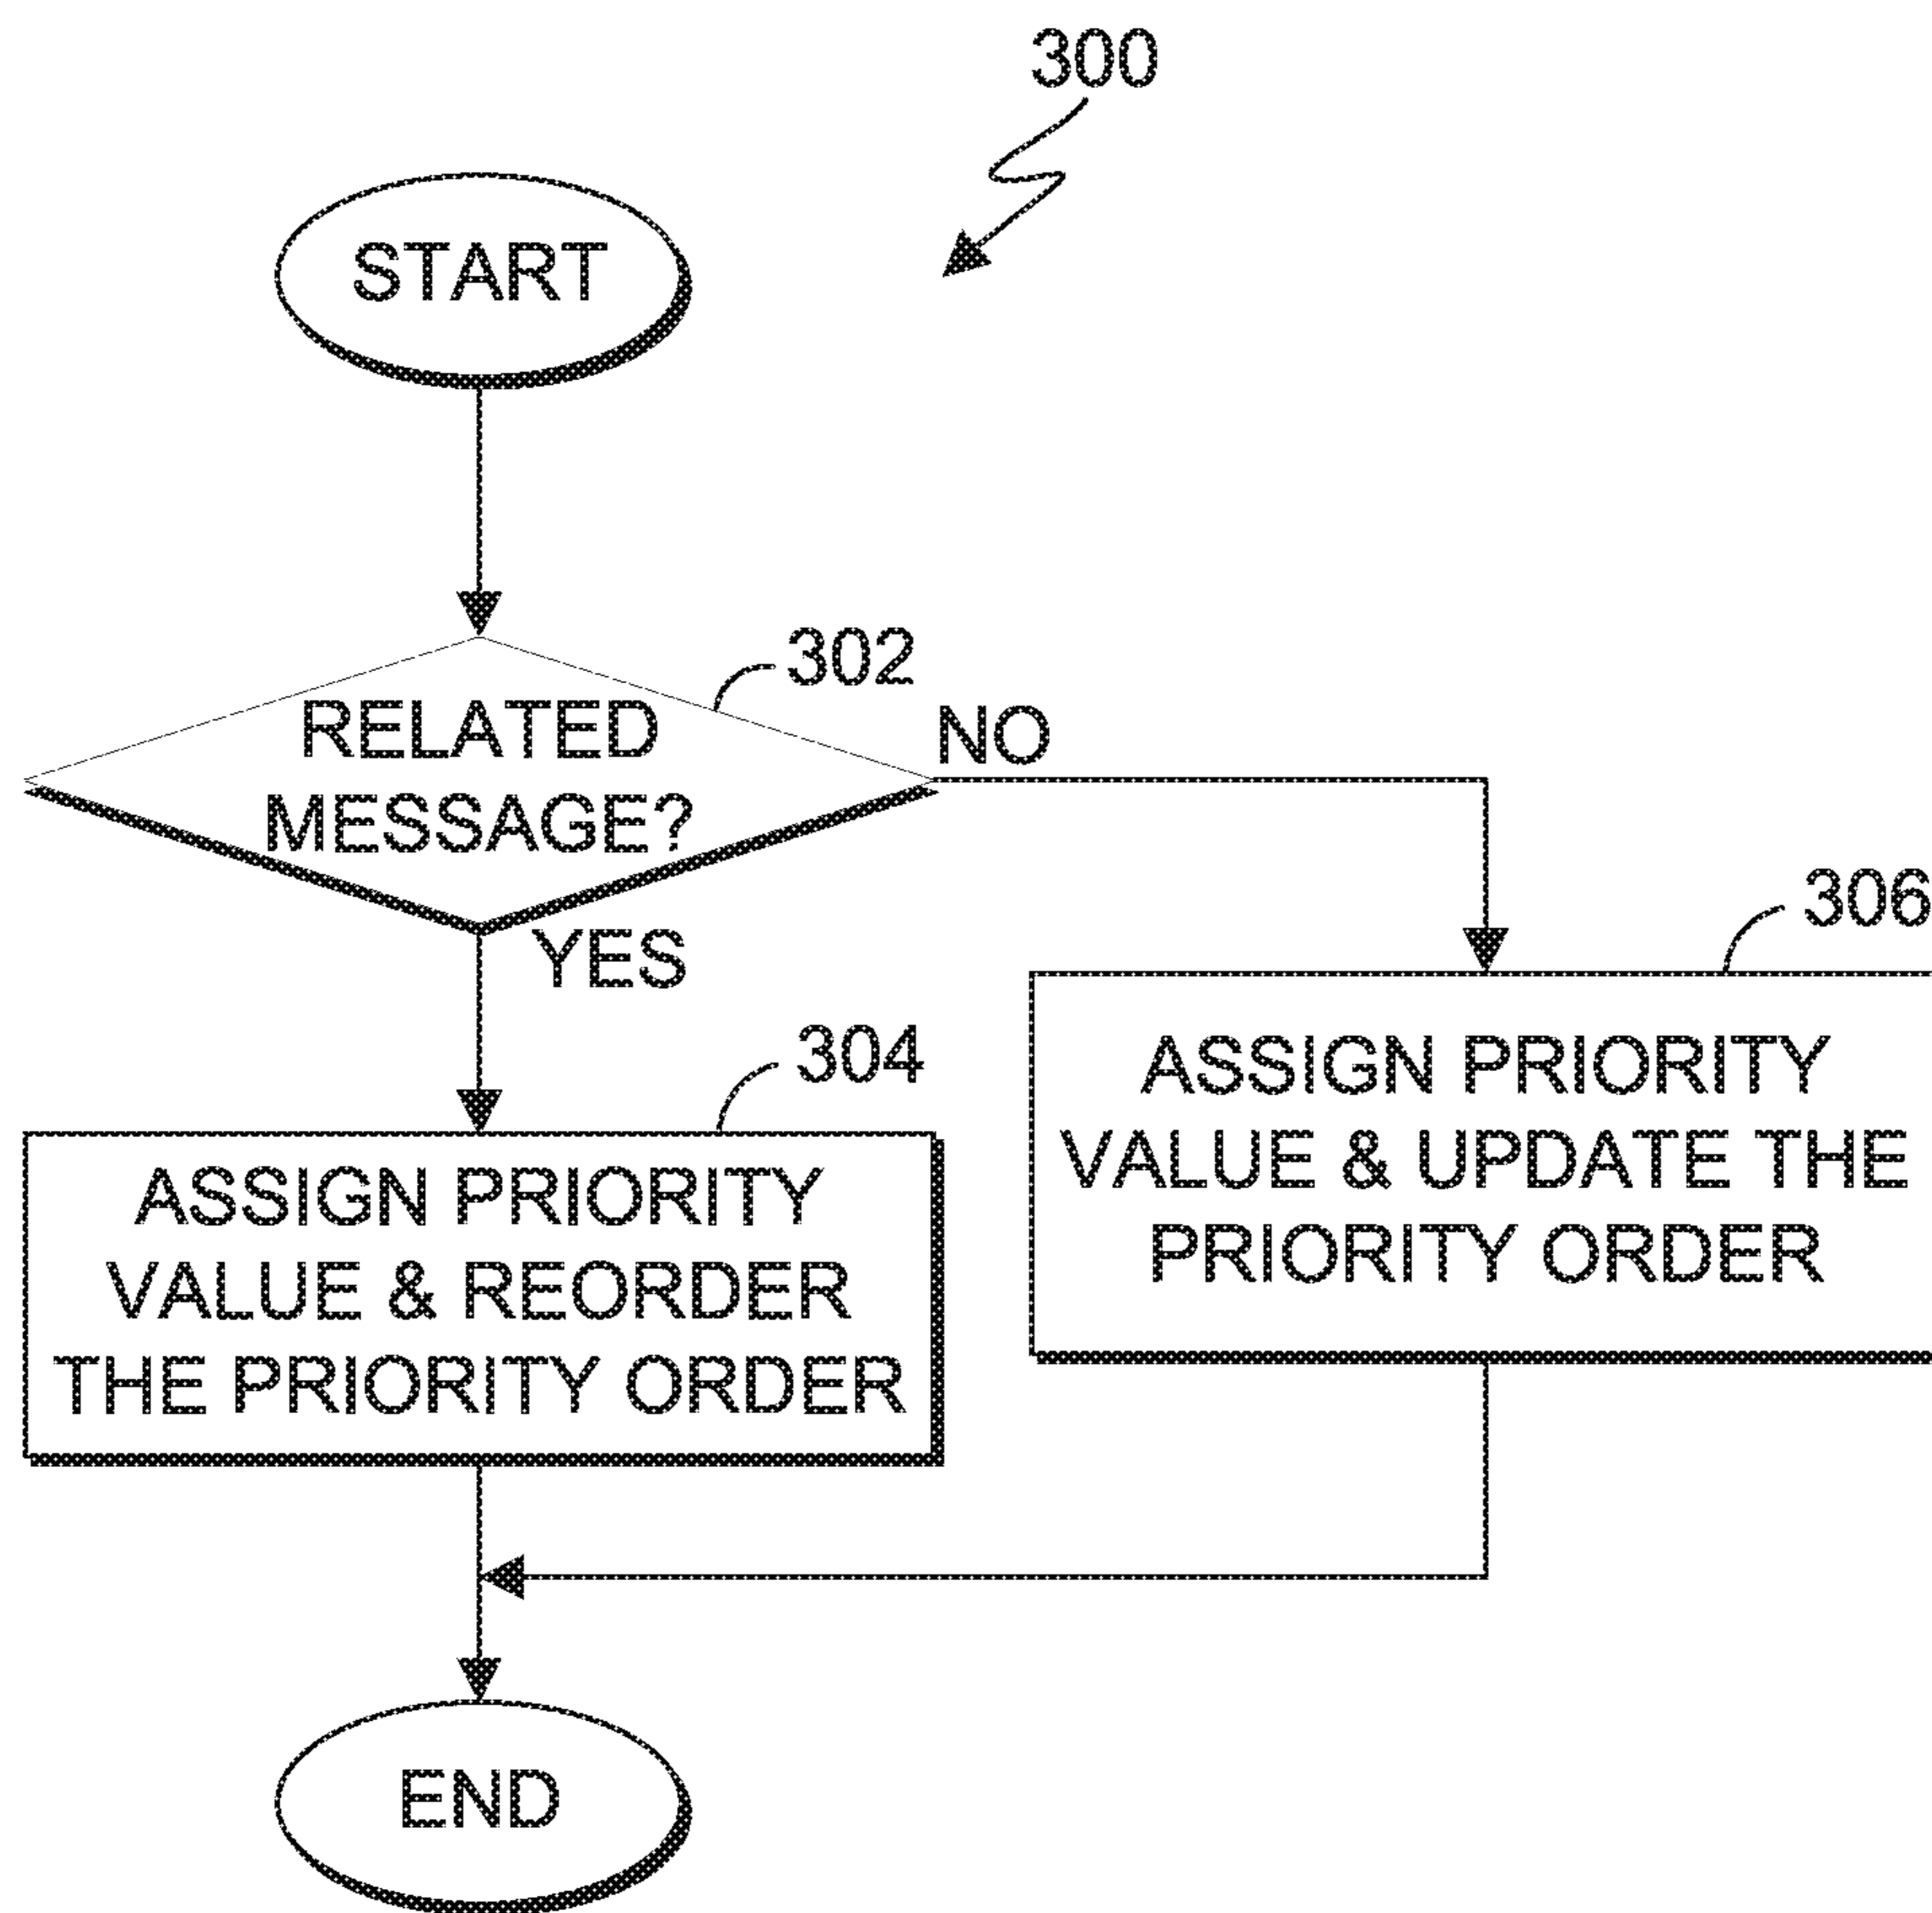 300
START
302
RELATED
MESSAGE?
NO
YES
306
ASSIGN PRIORITY
VALUE & UPDATE THE
PRIORITY ORDER
304
ASSIGN PRIORITY
VALUE & REORDER
THE PRIORITY ORDER
END